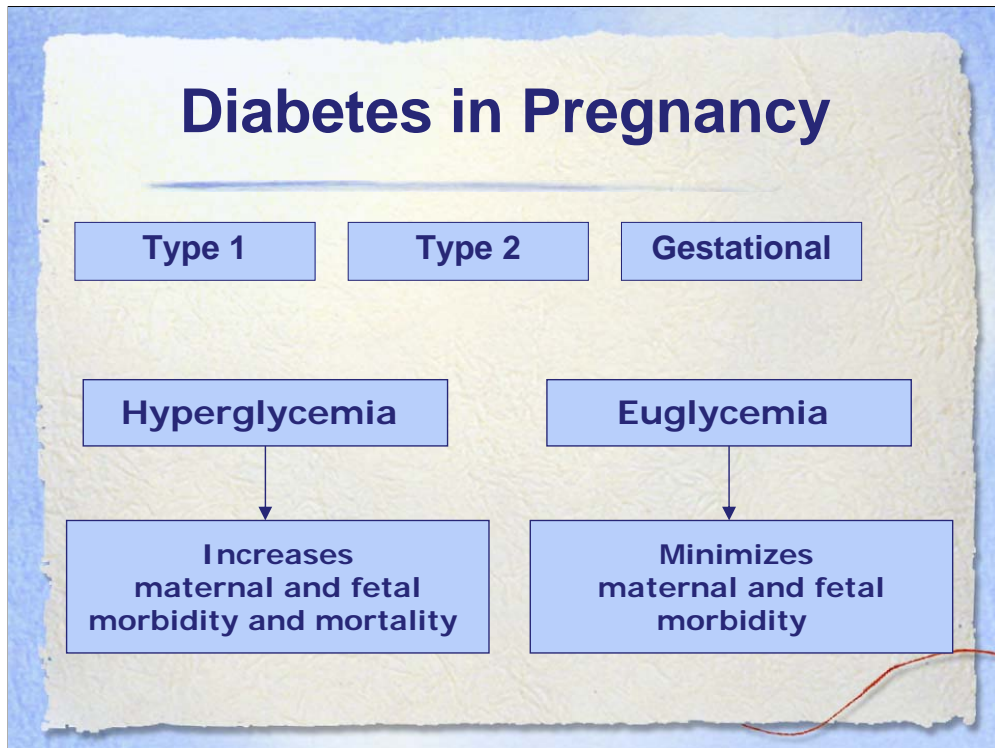 Diabetes in Pregnancy
Type 1
Type 2
Gestational
Hyperglycemia
Euglycemia
Increases
maternal and fetal
morbidity and mortality
Minimizes
maternal and fetal
morbidity